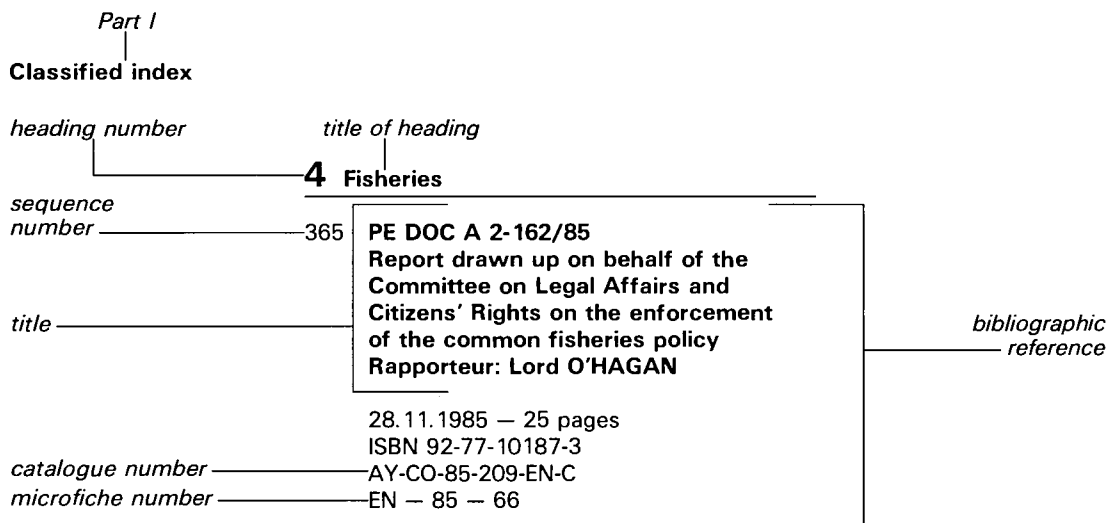 Part I
Classified index
heading number title of heading
4 Fisheries
sequence
number 365 PE DOC A 2-162/85
Report drawn up on behalf of the
Committee on Legal Affairs and
Citizens' Rights on the enforcement
title of the common fisheries policy bibliographic
Rapporteur: Lord O'HAGAN reference
28.11.1985 — 25 pages
ISBN 92-77-10187-3
catalogue number AY-CO-85-209-EN-C
microfiche number EN — 85 — 66